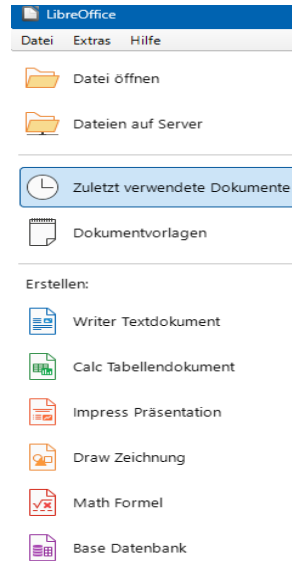 LibreOffice
Datei Extras Hilfe
Datei öffnen
Dateien auf Server
Zuletzt verwendete Dokumente
Dokumentvorlagen
Erstellen:
Writer Textdokument
Calc Tabellendokument
Impress Präsentation
Draw Zeichnung
Math Formel
Base Datenbank